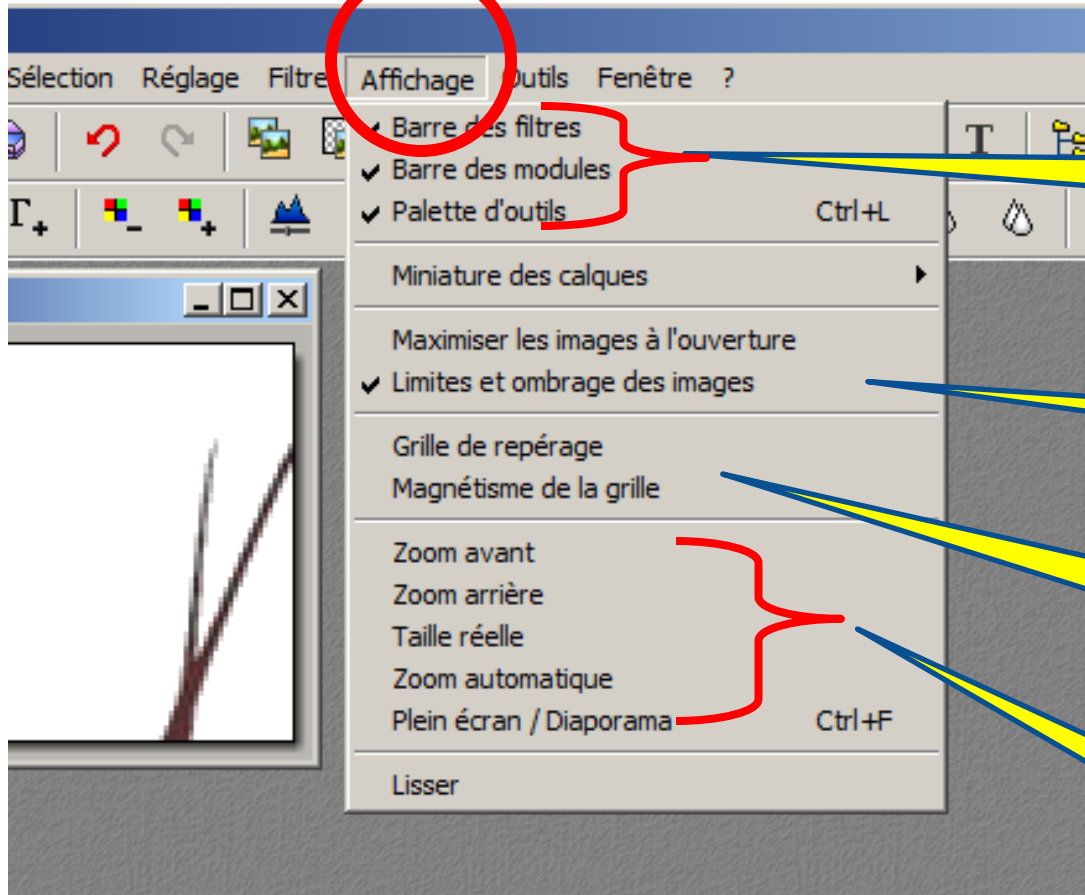 Sélection Réglage Filtre Affichage Outils Fenêtre ?
T
Γ+
Barre des filtres
Barre des modules
Palette d'outils Ctrl+L
Miniature des calques
Maximiser les images à l'ouverture
Limites et ombrage des images
Grille de repérage
Magnétisme de la grille
Zoom avant
Zoom arrière
Taille réelle
Zoom automatique
Plein écran / Diaporama Ctrl+F
Lisser